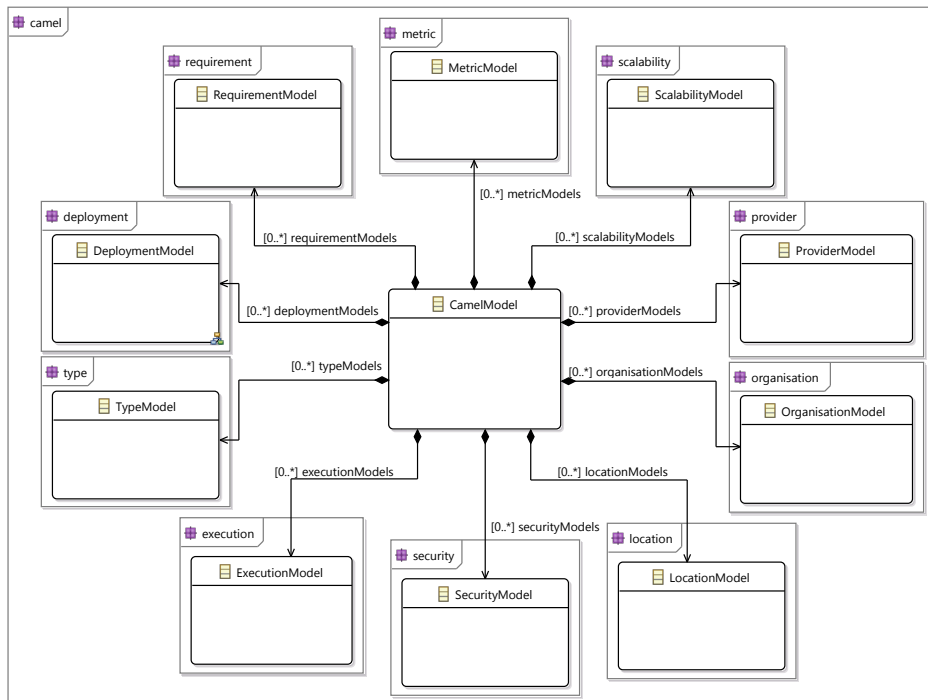 camel
metric
MetricModel
requirement
RequirementModel
scalability
ScalabilityModel
[0..*] metricModels
[0..*] requirementModels
[0..*] scalabilityModels
deployment
DeploymentModel
provider
ProviderModel
CamelModel
[0..*] deploymentModels
[0..*] providerModels
type
TypeModel
[0..*] typeModels
[0..*] organisationModels
organisation
OrganisationModel
[0..*] executionModels
[0..*] locationModels
[0..*] securityModels
execution
ExecutionModel
security
SecurityModel
location
LocationModel